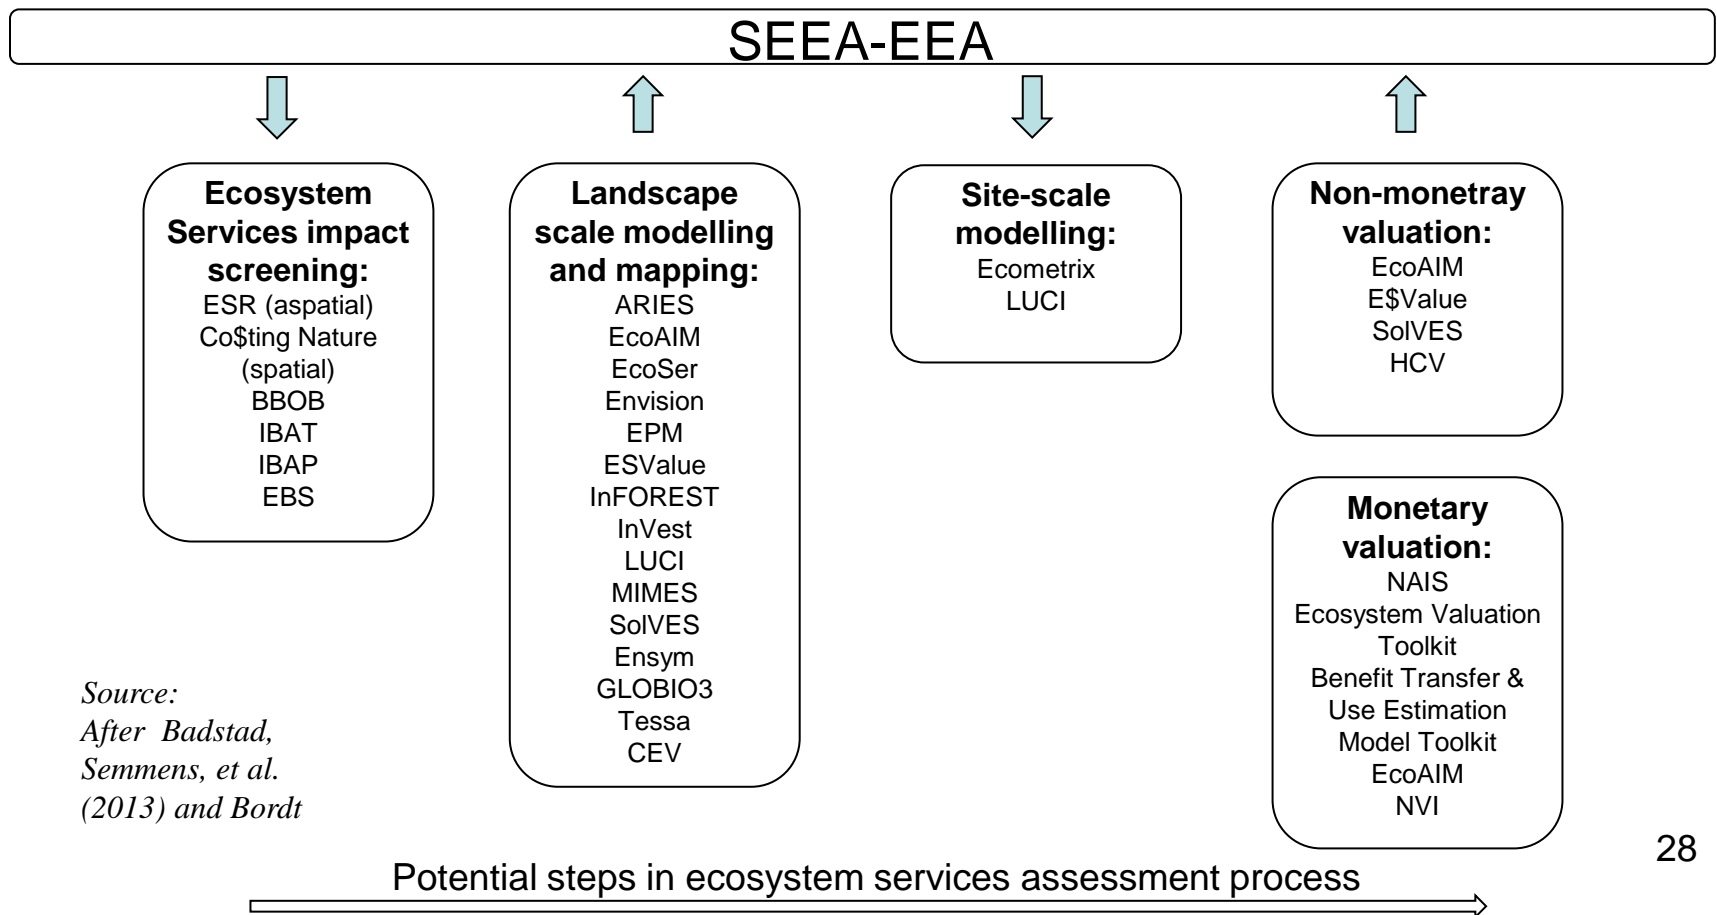 SEEA-EEA
Ecosystem
Services impact
screening:
ESR (aspatial)
Co$ting Nature
(spatial)
BBOB
IBAT
IBAP
EBS
Landscape
scale modelling
and mapping:
ARIES
EcoAIM
EcoSer
Envision
EPM
ESValue
InFOREST
InVest
LUCI
MIMES
SolVES
Ensym
GLOBIO3
Tessa
CEV
Site-scale
modelling:
Ecometrix
LUCI
Non-monetray
valuation:
EcoAIM
E$Value
SolVES
HCV
Monetary
valuation:
NAIS
Ecosystem Valuation
Toolkit
Benefit Transfer &
Use Estimation
Model Toolkit
EcoAIM
NVI
Source:
After Badstad,
Semmens, et al.
(2013) and Bordt
28
Potential steps in ecosystem services assessment process